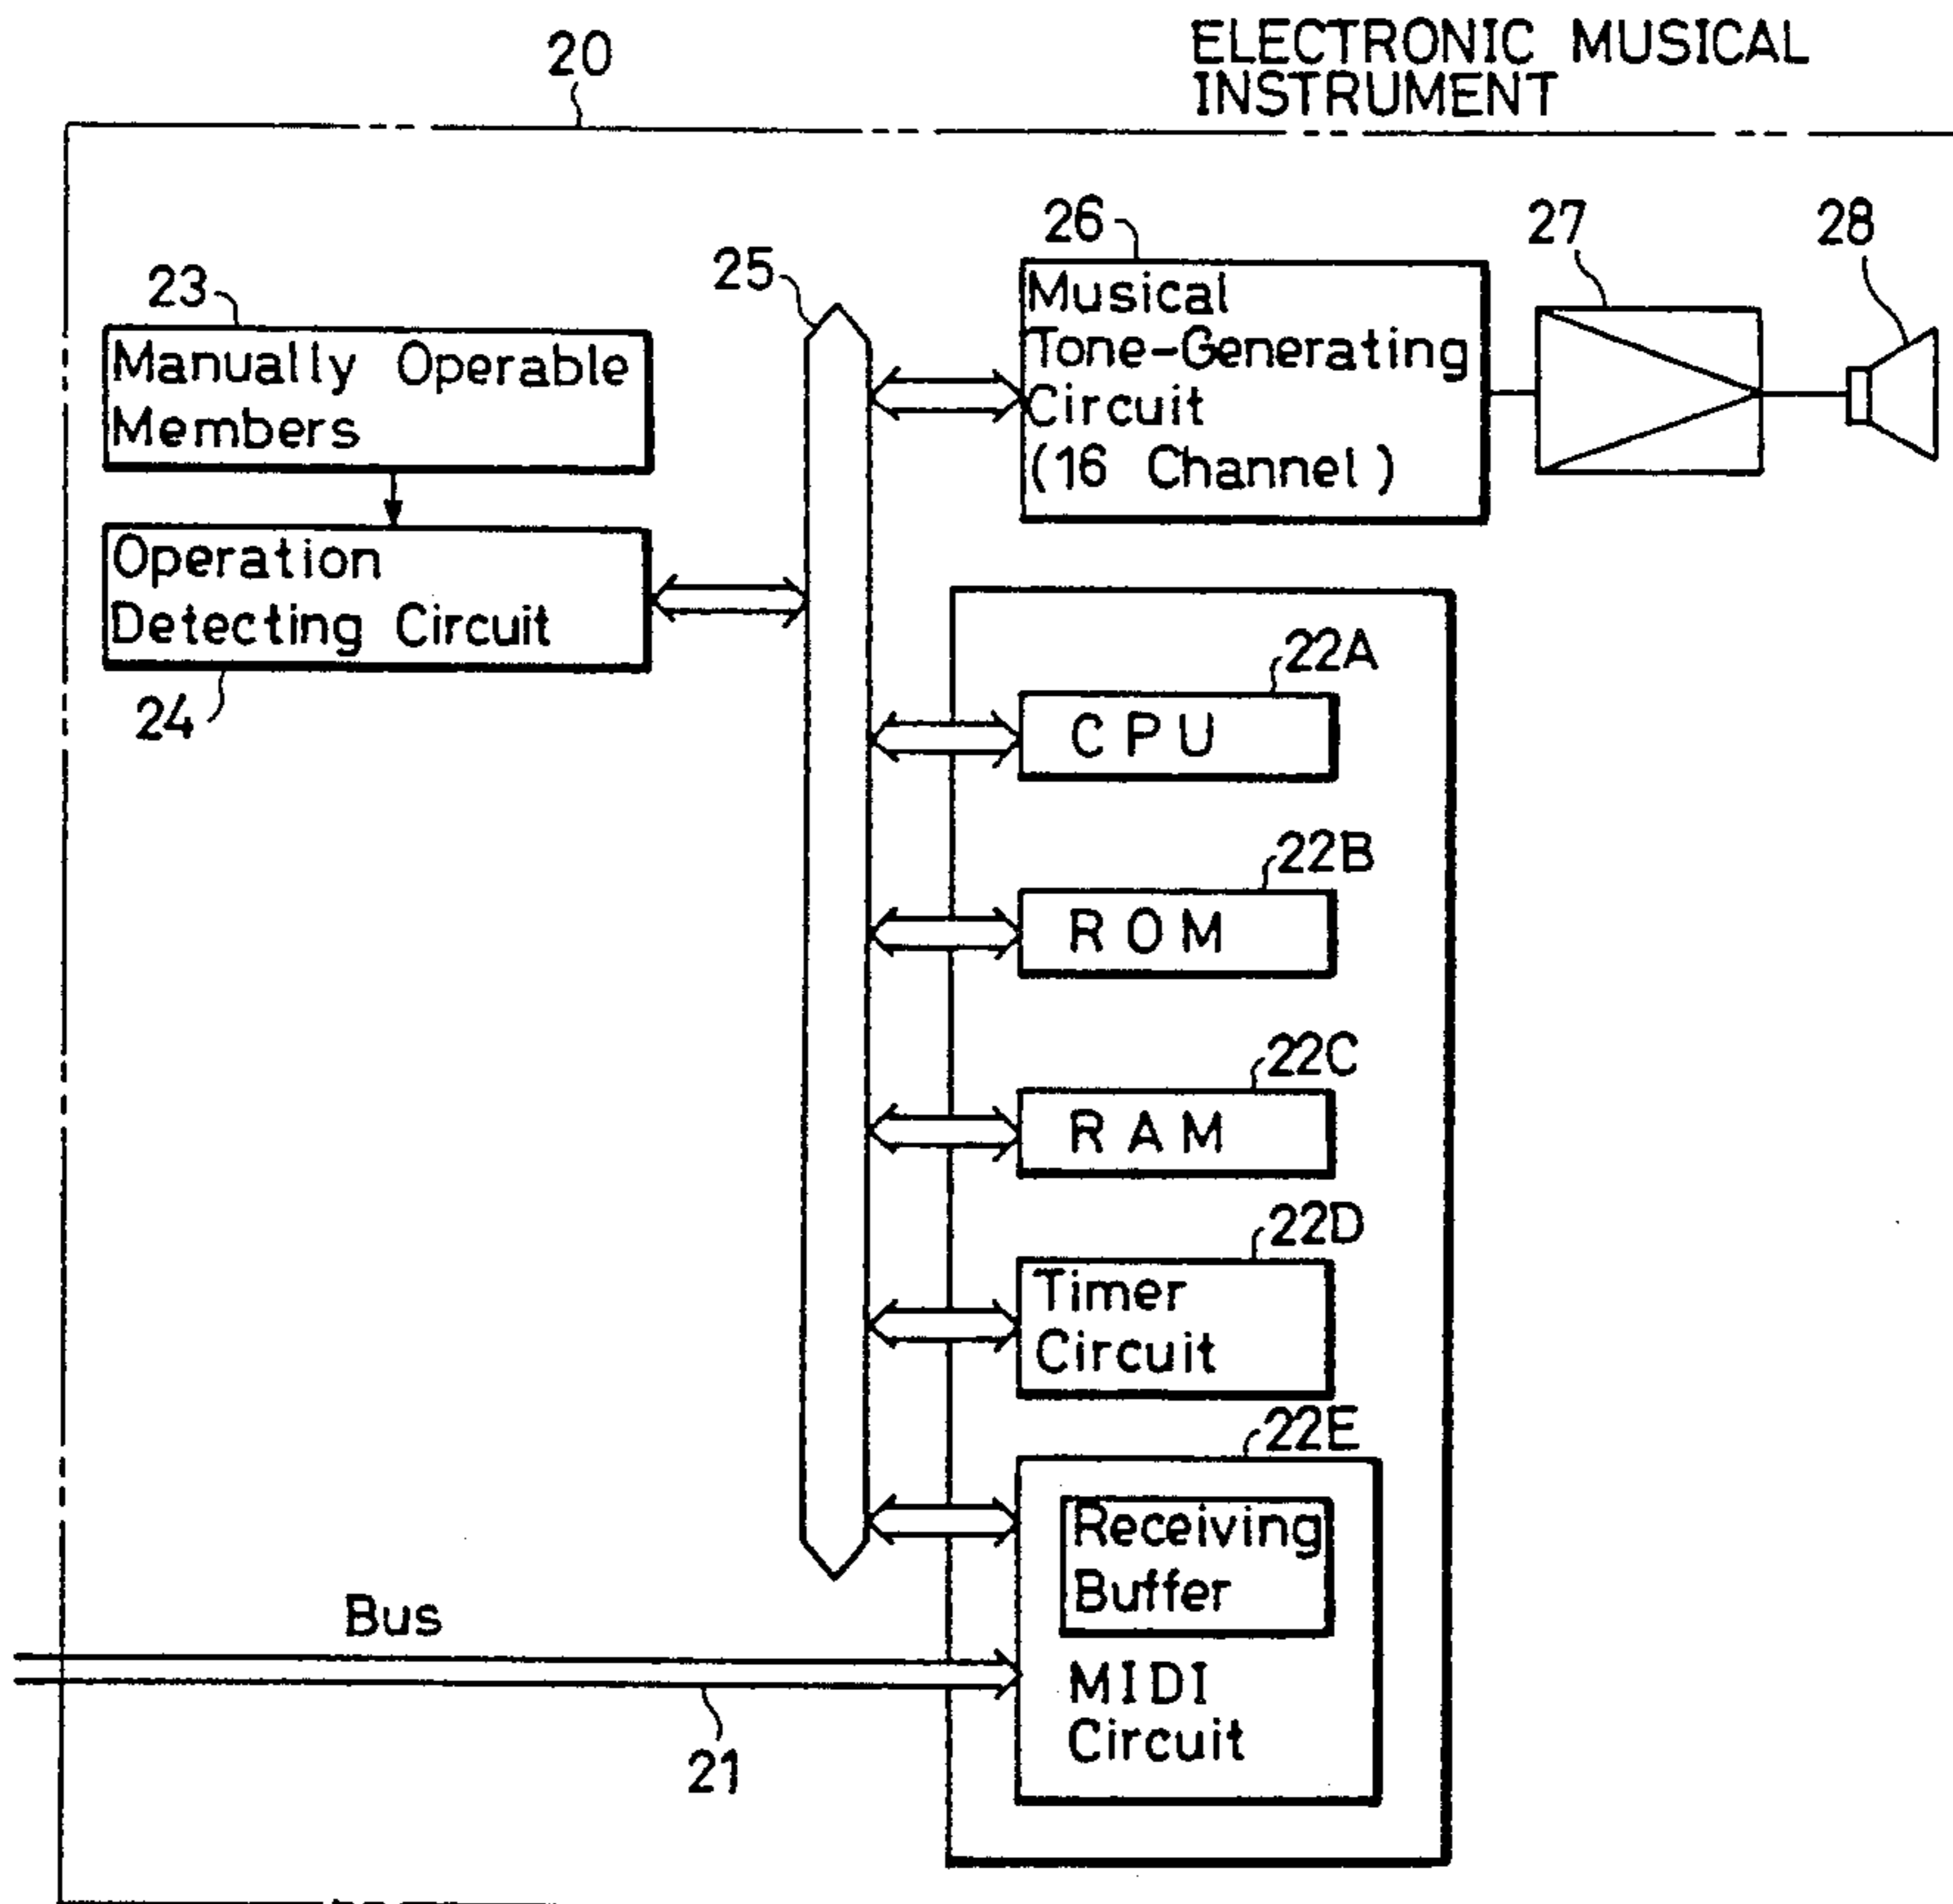 ELECTRONIC MUSICAL
INSTRUMENT
20
26
27
28
25
23
Musical
Tone-Generating
Circuit
(16 Channel)
Manually Operable
Members
Operation
Detecting Circuit
24
22A
CPU
22B
ROM
22C
RAM
22D
Timer
Circuit
22E
Receiving
Buffer
MIDI
Circuit
Bus
21